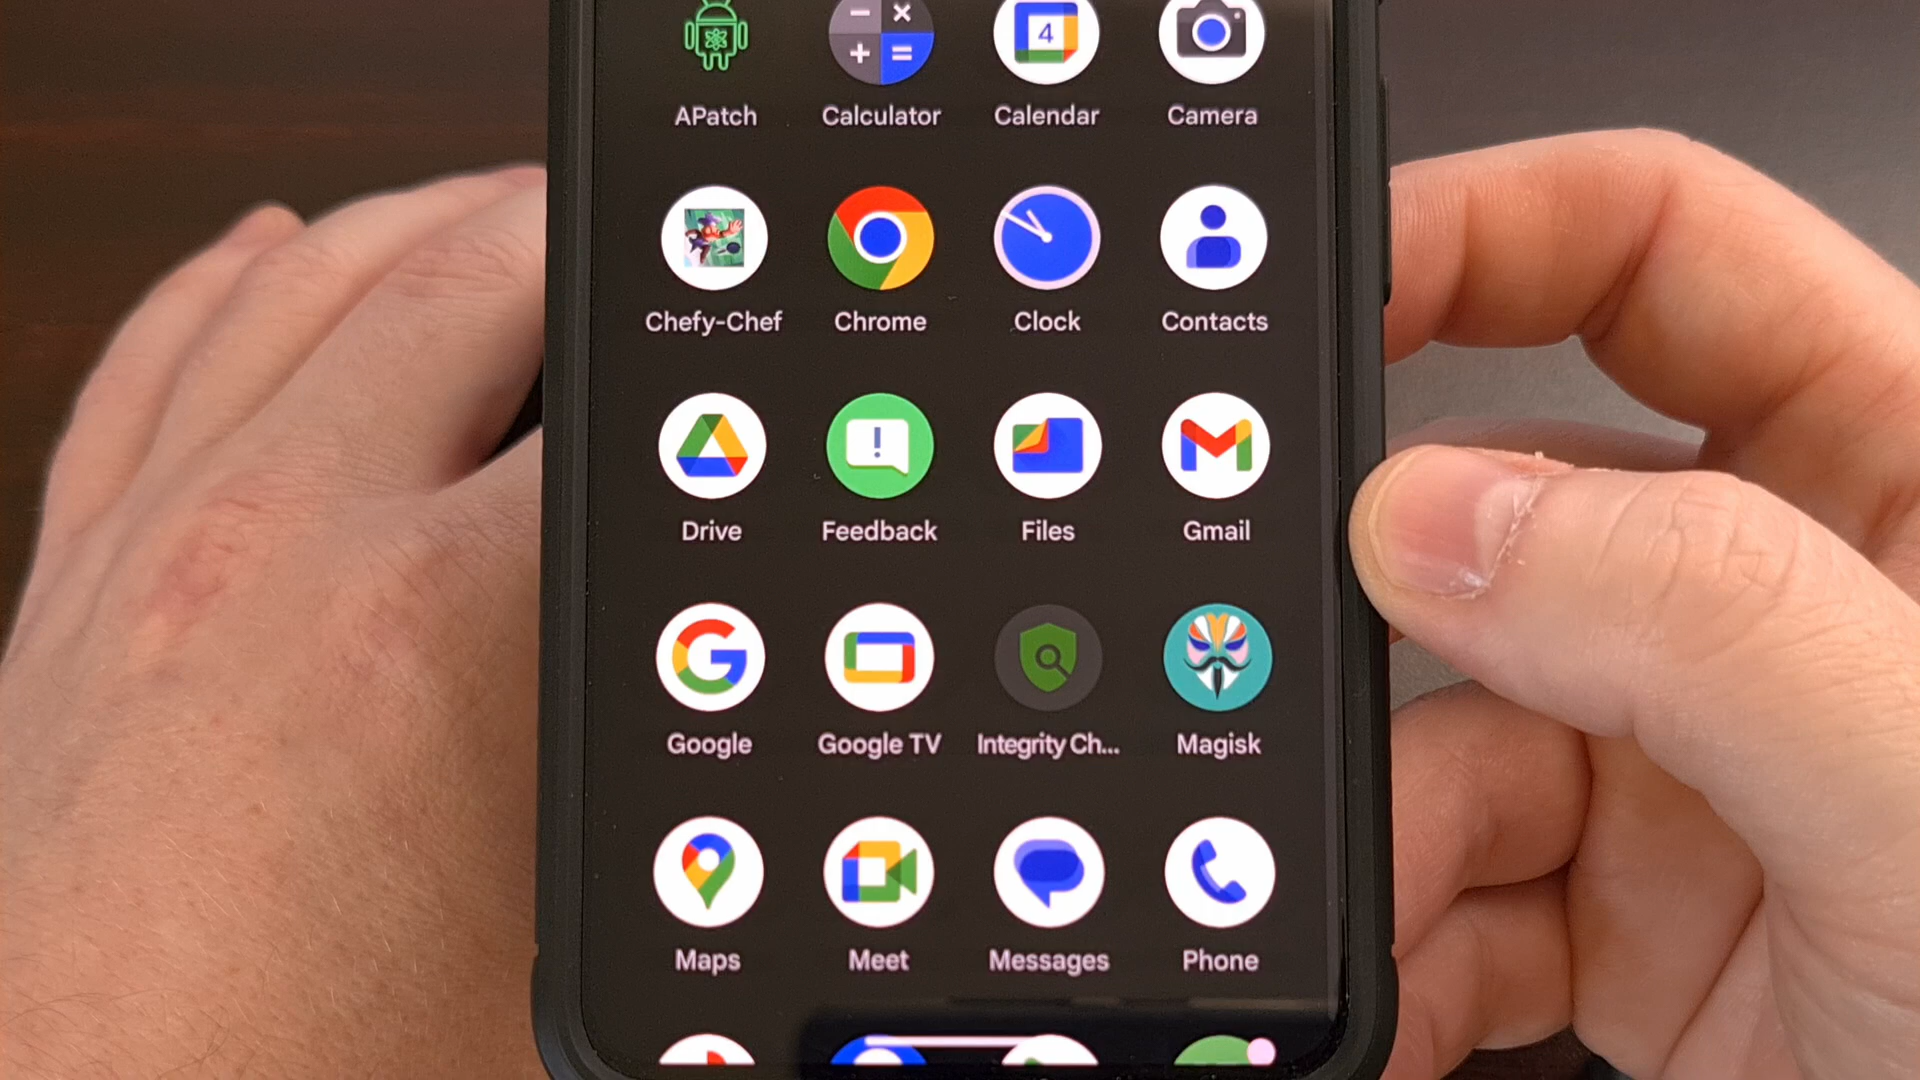 4
APatch
Calculator
Calendar
Camera
Chefy-Chef
Chrome
Clock
Contacts
Drive
Feedback
Files
Gmail
Google
Google TV
Integrity Ch...
Magisk
Maps
Meet
Messages
Phone